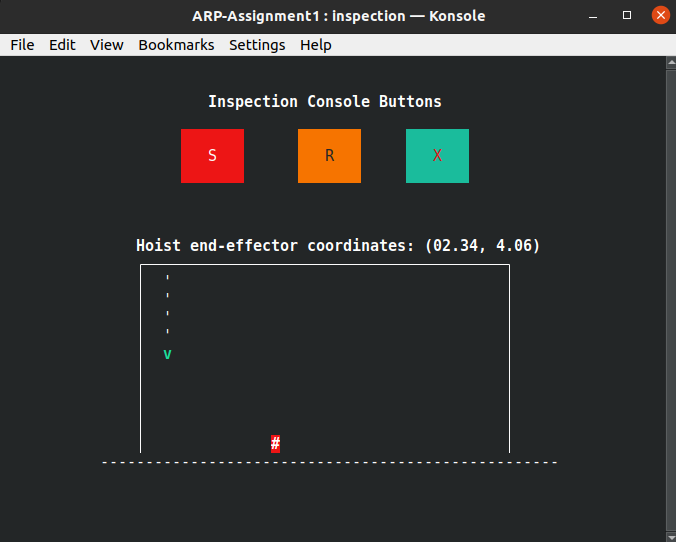 ARP-Assignment1 : inspection — Konsole
File Edit View Bookmarks Settings Help
Inspection Console Buttons
S R X
Hoist end-effector coordinates: (02.34, 4.06)
'
'
'
'
v
#
---------------------------------------------------